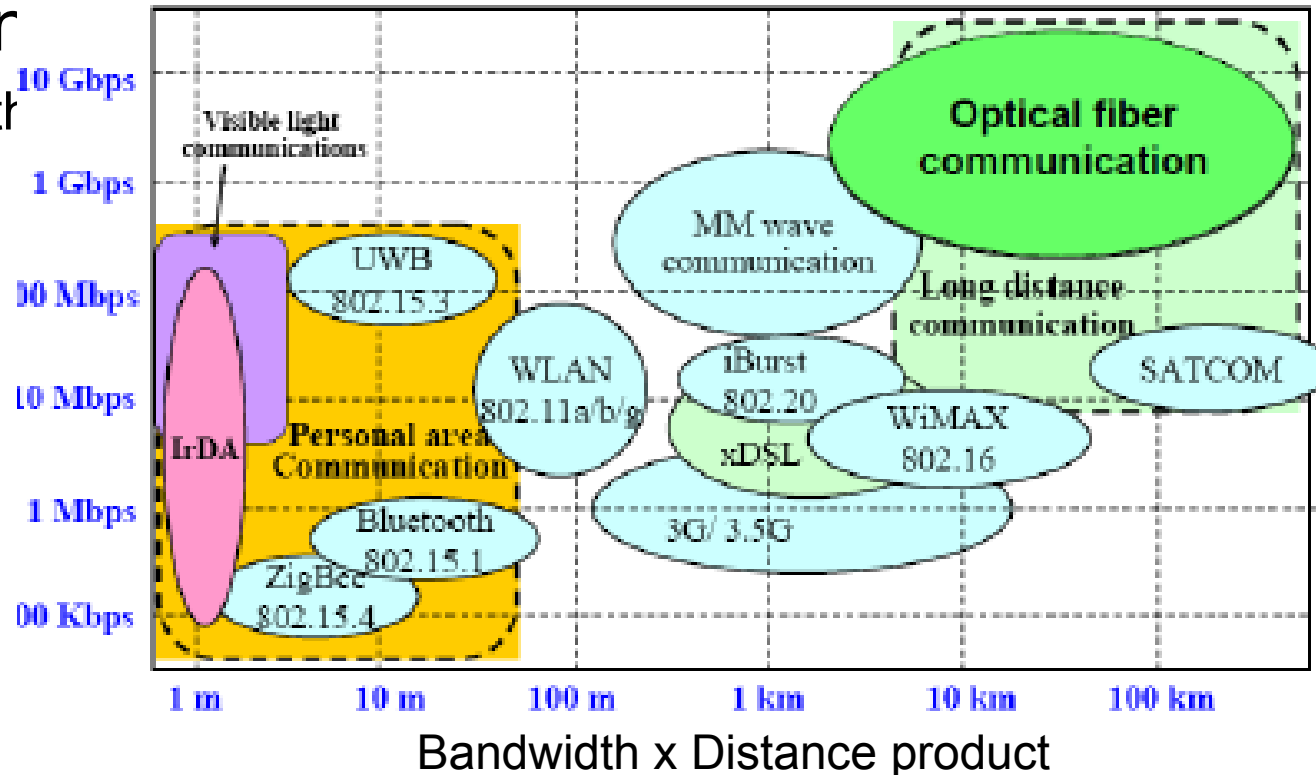 r
th
10 Gbps
1 Gbps
00 Mbps
10 Mbps
1 Mbps
00 Kbps
Visible light
communications
Optical fiber
communication
MM wave
communication
UWB
802.15.3
Long distance
communication
WLAN
802.11a/b/g
iBurst
802.20
SATCOM
IrDA
Personal area
Communication
xDSL
WiMAX
802.16
Bluetooth
802.15.1
3G/ 3.5G
ZigBee
802.15.4
1 m
10 m
100 m
1 km
10 km
100 km
Bandwidth x Distance product